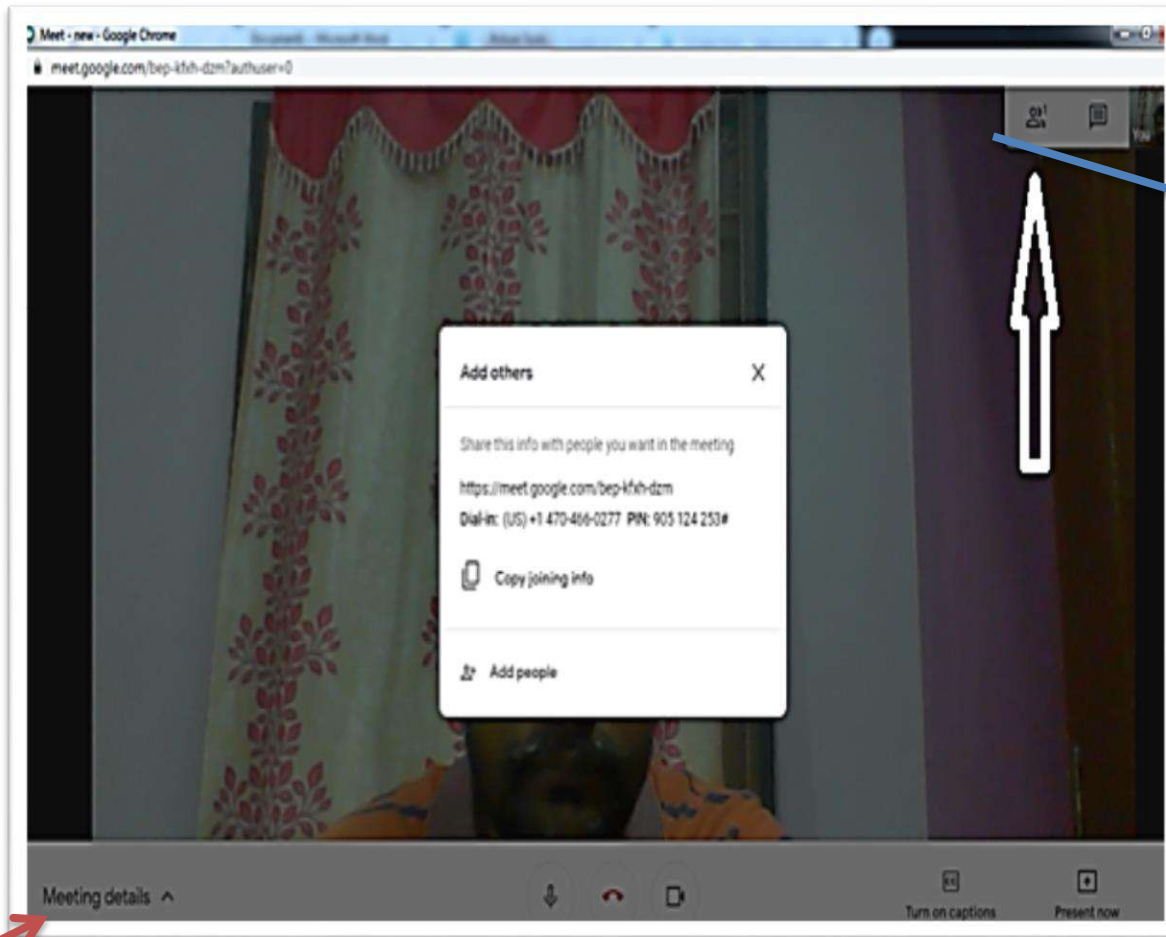 Meet - new - Google Chrome
meet.google.com/bep-kfxh-dzm?authuser=0
You
Add others
X
Share this info with people you want in the meeting
https://meet.google.com/bep-kfxh-dzm
Dial-in: (US) +1 470-466-0277 PIN: 905 124 253#
Copy joining info
Add people
Meeting details
Turn on captions
Present now